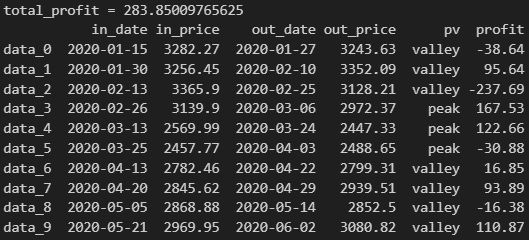 total_profit = 283.85009765625
in_date in_price out_date out_price pv profit
data_0 2020-01-15 3282.27 2020-01-27 3243.63 valley -38.64
data_1 2020-01-30 3256.45 2020-02-10 3352.09 valley 95.64
data_2 2020-02-13 3365.9 2020-02-25 3128.21 valley -237.69
data_3 2020-02-26 3139.9 2020-03-06 2972.37 peak 167.53
data_4 2020-03-13 2569.99 2020-03-24 2447.33 peak 122.66
data_5 2020-03-25 2457.77 2020-04-03 2488.65 peak -30.88
data_6 2020-04-13 2782.46 2020-04-22 2799.31 valley 16.85
data_7 2020-04-20 2845.62 2020-04-29 2939.51 valley 93.89
data_8 2020-05-05 2868.88 2020-05-14 2852.5 valley -16.38
data_9 2020-05-21 2969.95 2020-06-02 3080.82 valley 110.87